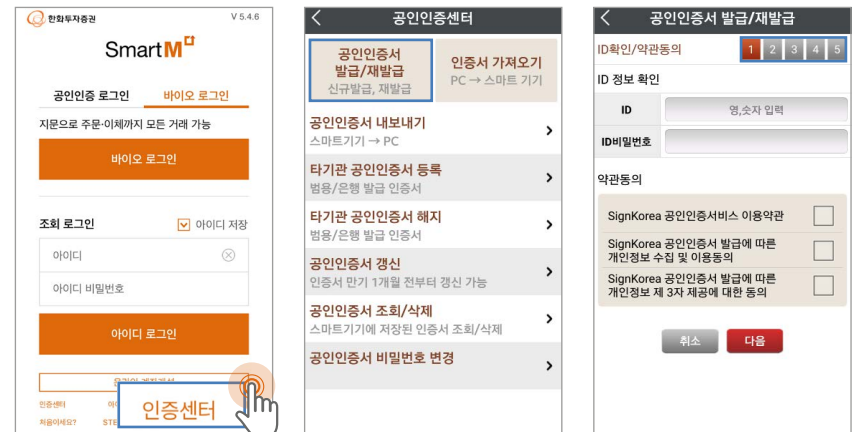 한화투자증권
V 5.4.6
SmartM
공인인증 로그인
바이오 로그인
지문으로 주문·이체까지 모든 거래 가능
바이오 로그인
조회 로그인
아이디 저장
아이디
아이디 비밀번호
아이디 로그인
인증센터
처음이세요?
인증센터
공인인증센터
공인인증서
발급/재발급
신규발급, 재발급
인증서 가져오기
PC → 스마트 기기
공인인증서 내보내기
스마트기기 → PC
타기관 공인인증서 등록
범용/은행 발급 인증서
타기관 공인인증서 해지
범용/은행 발급 인증서
공인인증서 갱신
인증서 만기 1개월 전부터 갱신 가능
공인인증서 조회/삭제
스마트기기에 저장된 인증서 조회/삭제
공인인증서 비밀번호 변경
공인인증서 발급/재발급
ID확인/약관동의
1 2 3 4 5
ID 정보 확인
ID
영,숫자 입력
ID비밀번호
약관동의
SignKorea 공인인증서비스 이용약관
SignKorea 공인인증서 발급에 따른
개인정보 수집 및 이용동의
SignKorea 공인인증서 발급에 따른
개인정보 제 3자 제공에 대한 동의
취소
다음